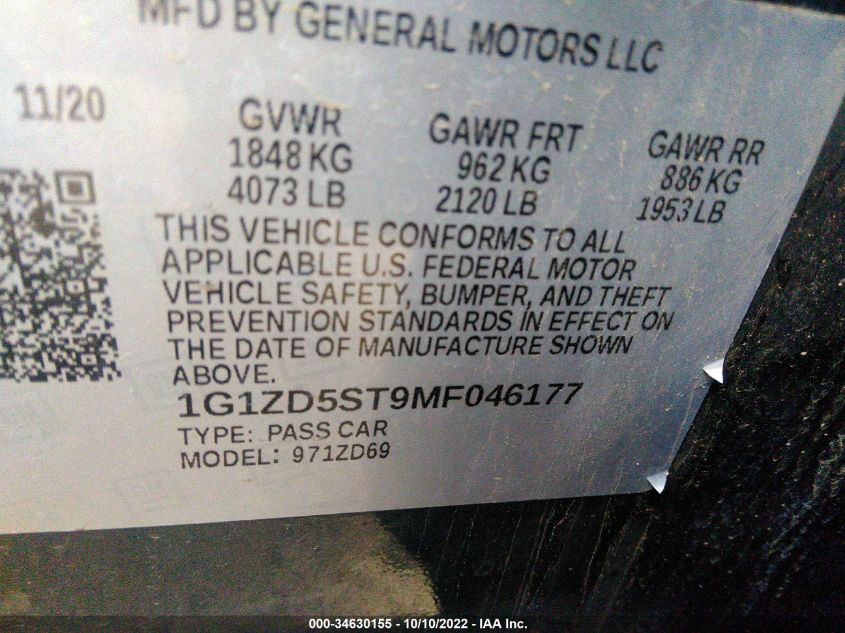 MFD BY GENERAL MOTORS LLC
11/20
GVWR
1848 KG
4073 LB
GAWR FRT
962 KG
2120 LB
GAWR RR
886 KG
1953 LB
THIS VEHICLE CONFORMS TO ALL
APPLICABLE U.S. FEDERAL MOTOR
VEHICLE SAFETY, BUMPER, AND THEFT
PREVENTION STANDARDS IN EFFECT ON
THE DATE OF MANUFACTURE SHOWN
ABOVE.
1G1ZD5ST9MF046177
TYPE: PASS CAR
MODEL: 971ZD69
000-34630155 - 10/10/2022 - IAA Inc.